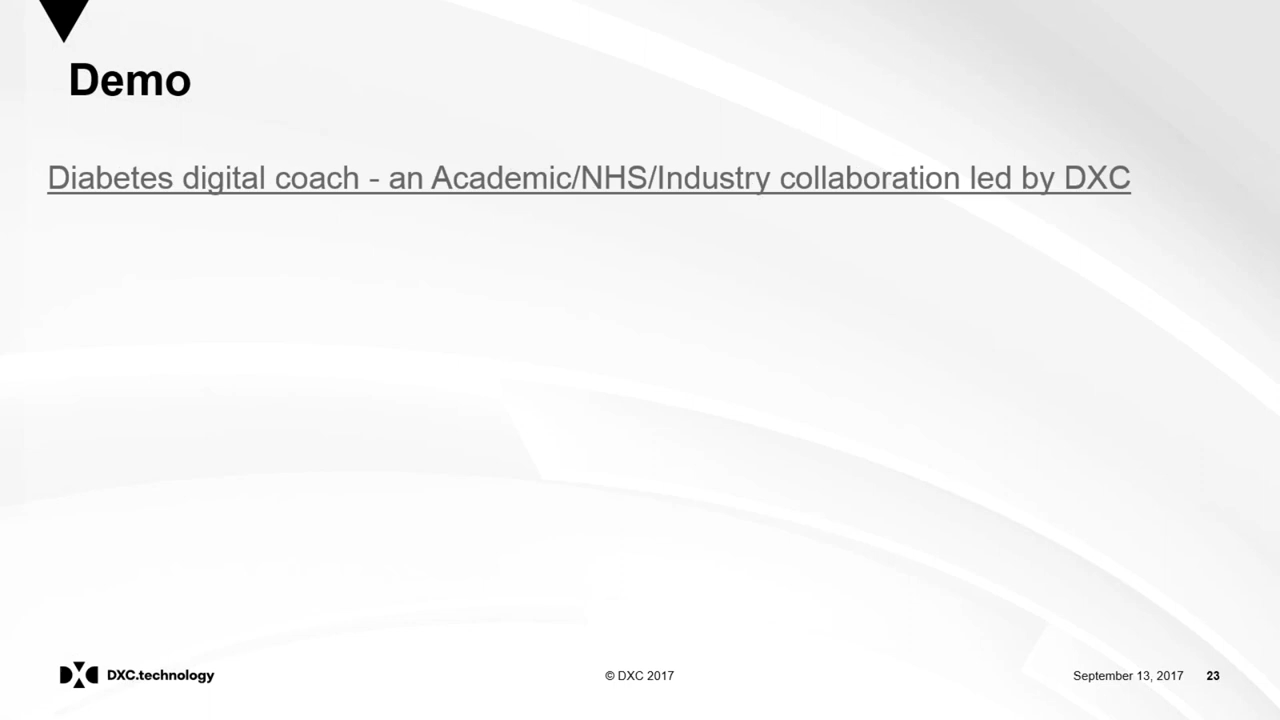 Demo
Diabetes digital coach - an Academic/NHS/Industry collaboration led by DXC
DXC.technology
© DXC 2017
September 13, 2017
23